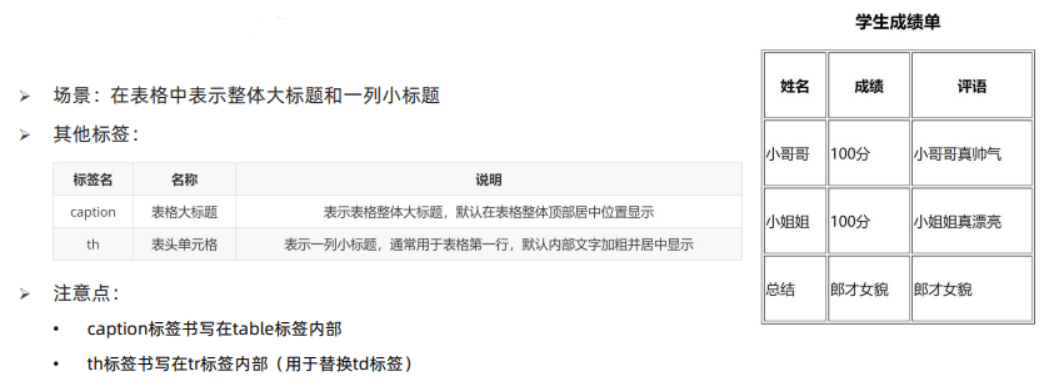 学生成绩单
姓名 成绩 评语
小哥哥 100分 小哥哥真帅气
小姐姐 100分 小姐姐真漂亮
总结 郎才女貌 郎才女貌
➢ 场景：在表格中表示整体大标题和一列小标题
➢ 其他标签：
标签名 名称 说明
caption 表格大标题 表示表格整体大标题，默认在表格整体顶部居中位置显示
th 表头单元格 表示一列小标题，通常用于表格第一行，默认内部文字加粗并居中显示
➢ 注意点：
• caption标签书写在table标签内部
• th标签书写在tr标签内部（用于替换td标签）